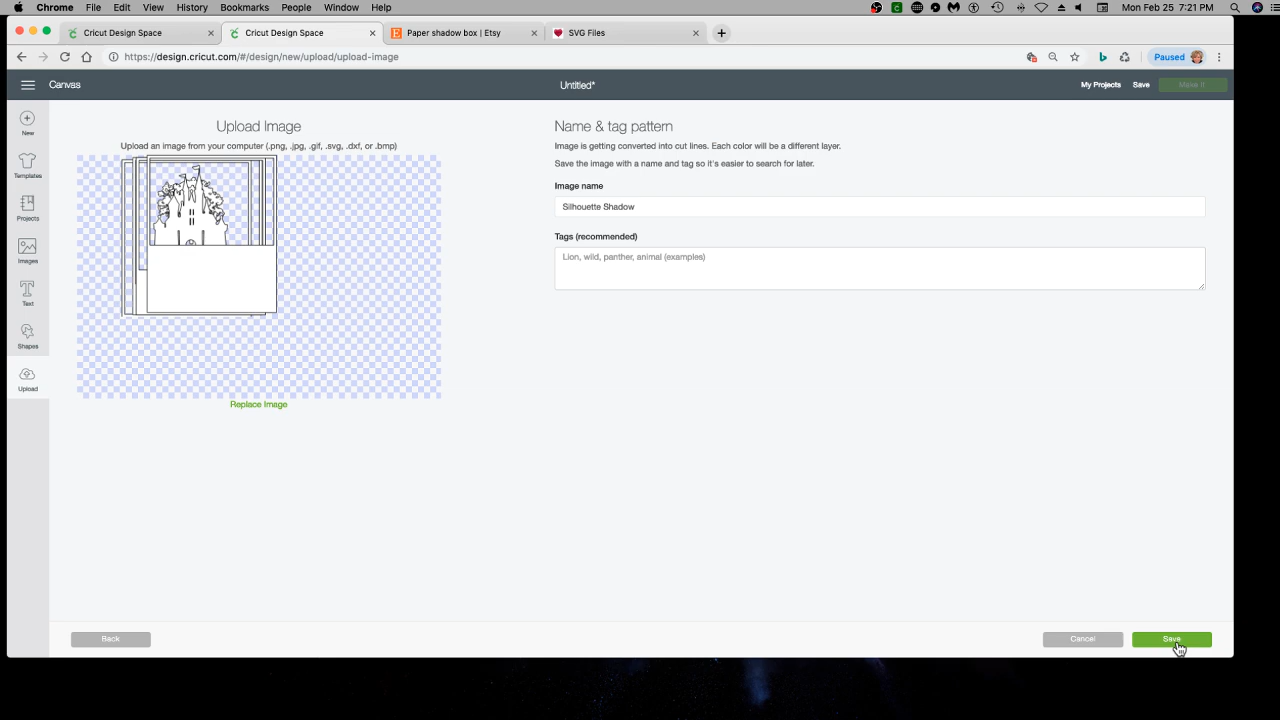 Chrome File Edit View History Bookmarks People Window Help Mon Feb 25 7:21 PM
Cricut Design Space Cricut Design Space Paper shadow box | Etsy SVG Files
https://design.cricut.com/#/design/new/upload/upload-image Paused
Canvas Untitled* My Projects Save Make It
New
Templates
Projects
Images
Text
Shapes
Upload
Upload Image
Upload an image from your computer (.png, .jpg, .gif, .svg, .dxf, or .bmp)
Replace Image
Name & tag pattern
Image is getting converted into cut lines. Each color will be a different layer.
Save the image with a name and tag so it's easier to search for later.
Image name
Silhouette Shadow
Tags (recommended)
Lion, wild, panther, animal (examples)
Back Cancel Save